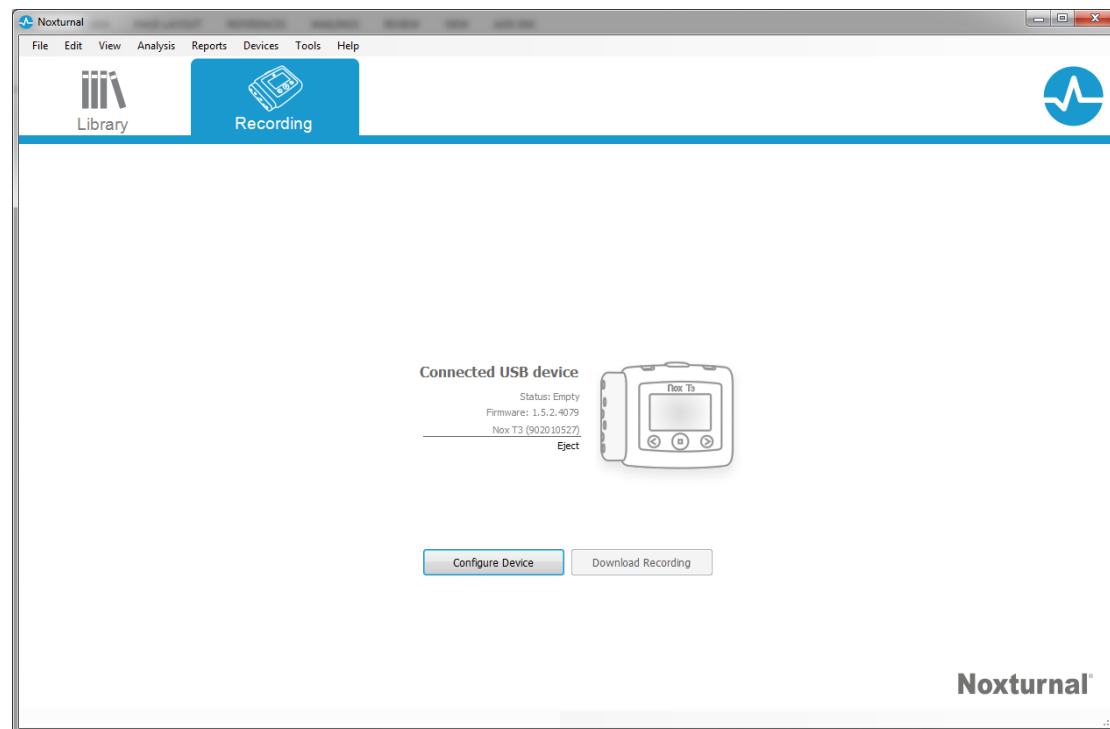 Noxturnal
File Edit View Analysis Reports Devices Tools Help
Library
Recording
Connected USB device
Status: Empty
Firmware: 1.5.2.4079
Nox T3 (902010527)
Eject
nox T3
Configure Device
Download Recording
Noxturnal®